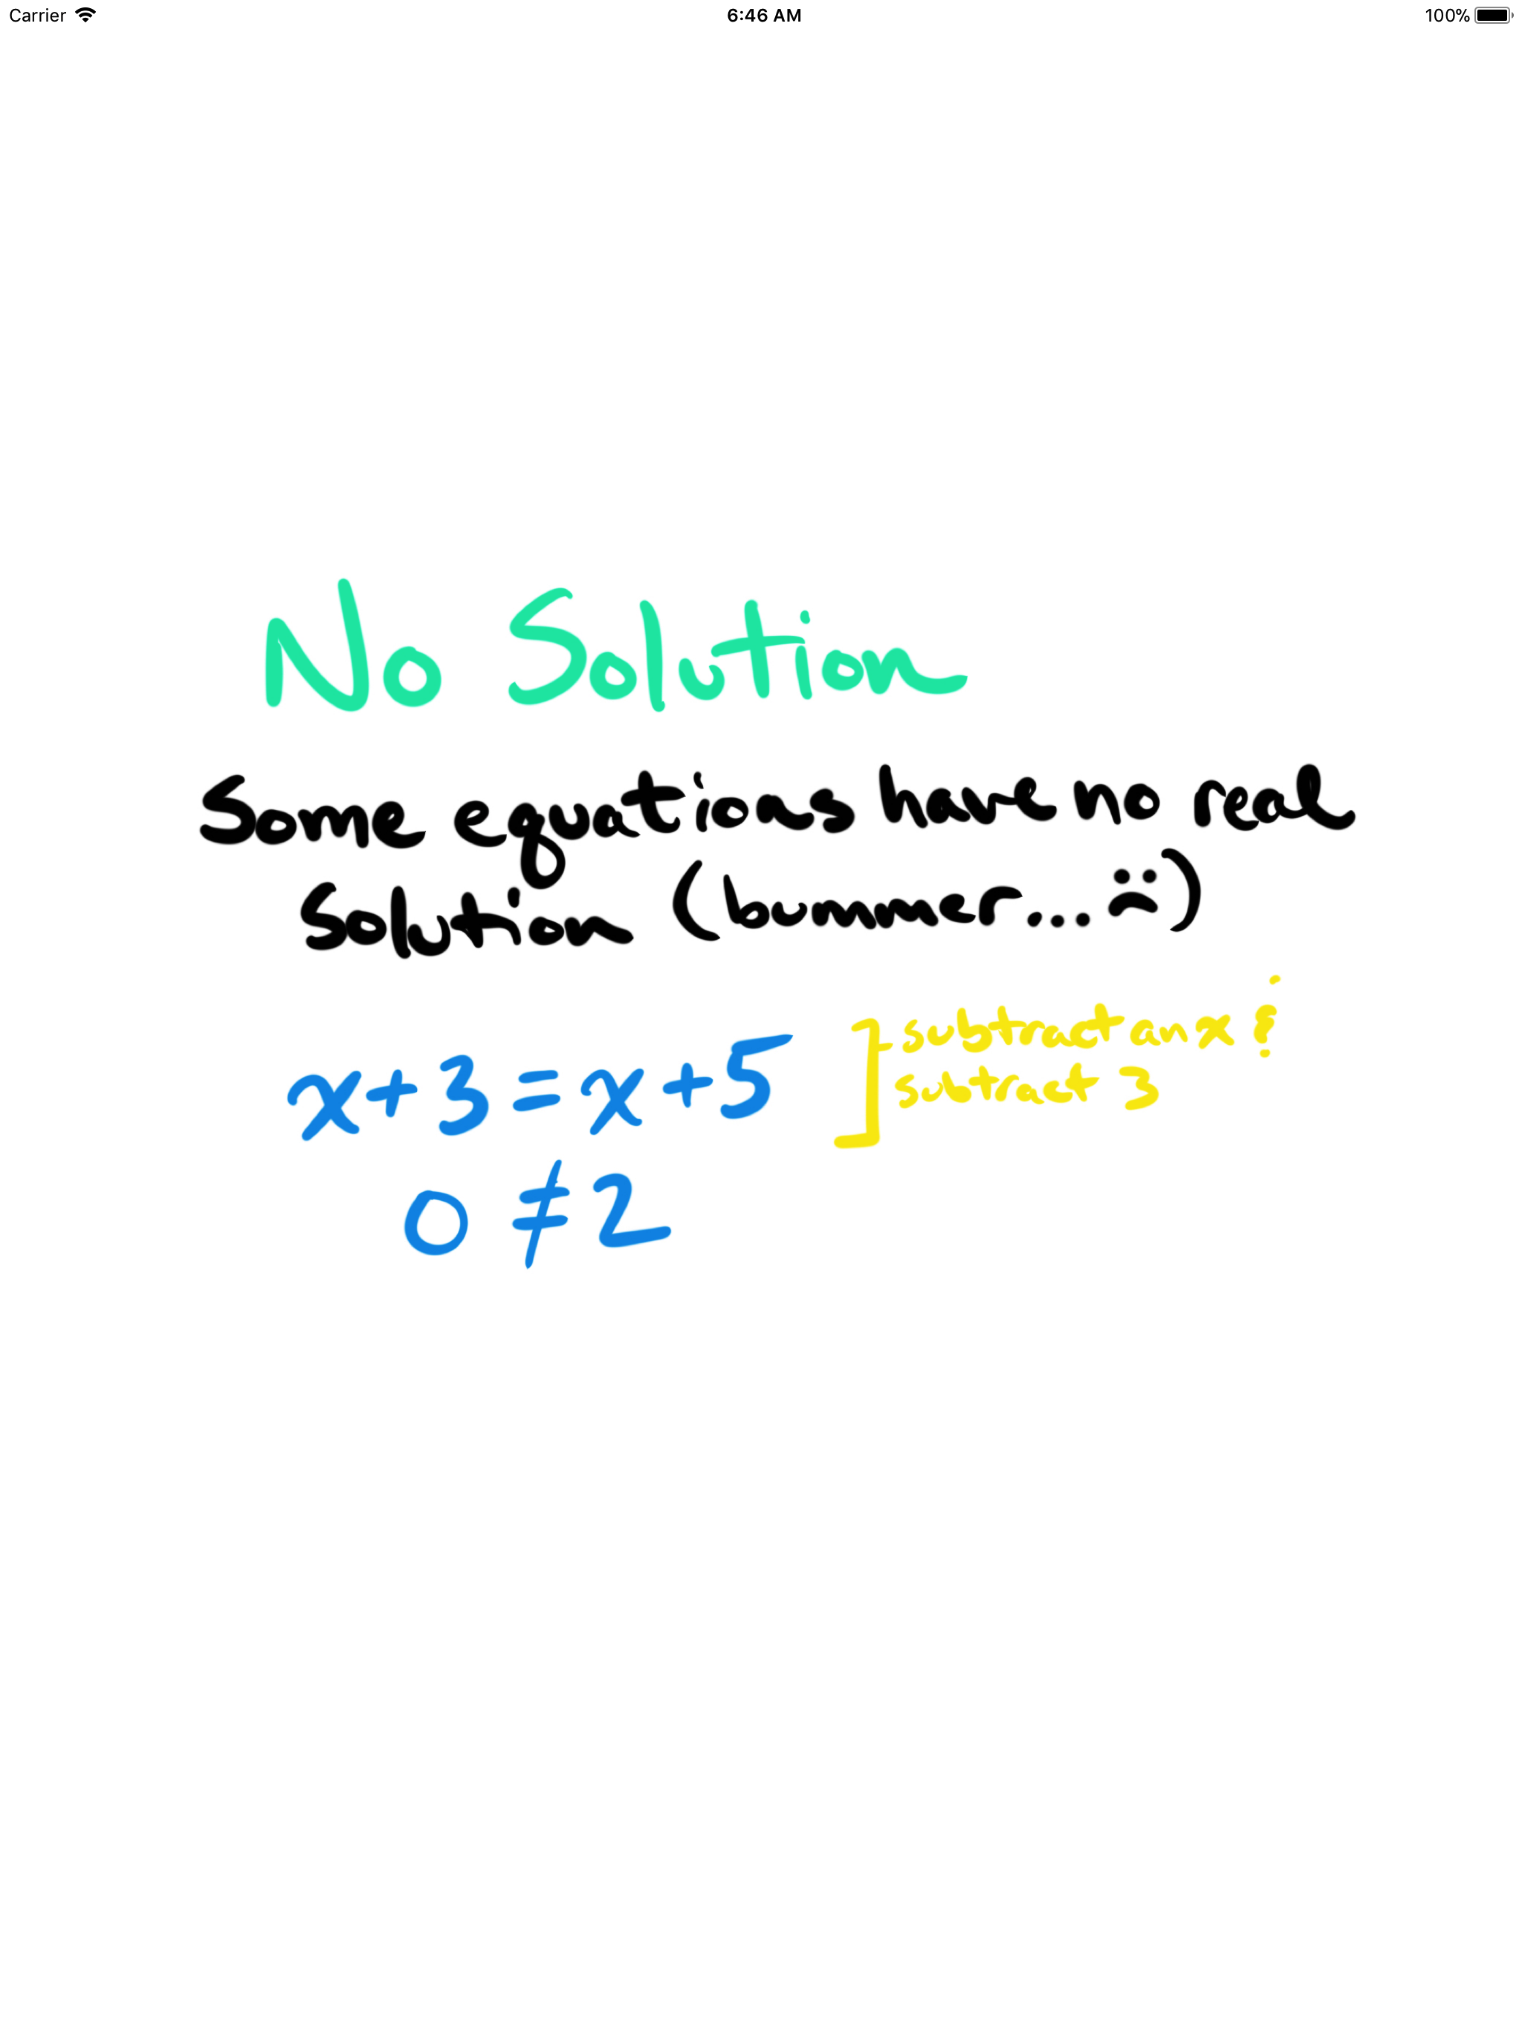 Carrier 6:46 AM 100%
No Solution
Some equations have no real
solution (bummer...☹)
x+3=x+5
subtract an x &
subtract 3
0≠2